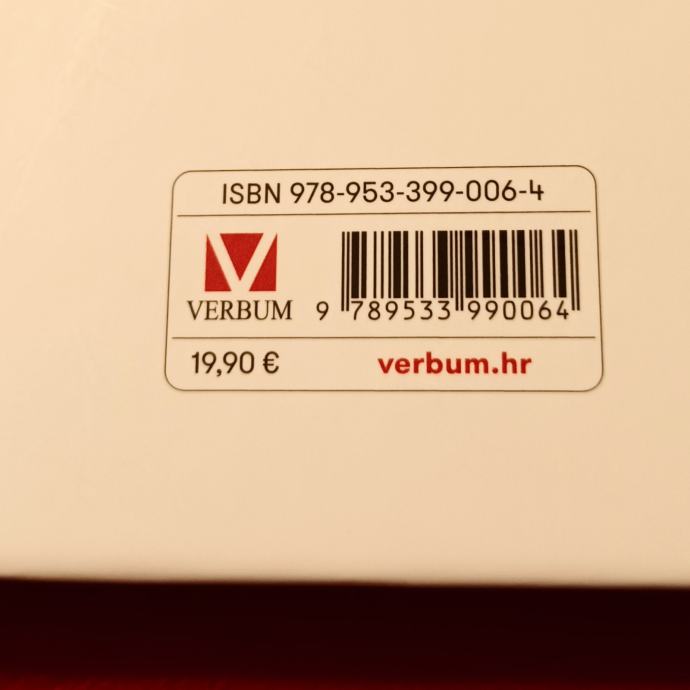 ISBN 978-953-399-006-4
VERBUM
9 789533 990064
19,90 €
verbum.hr